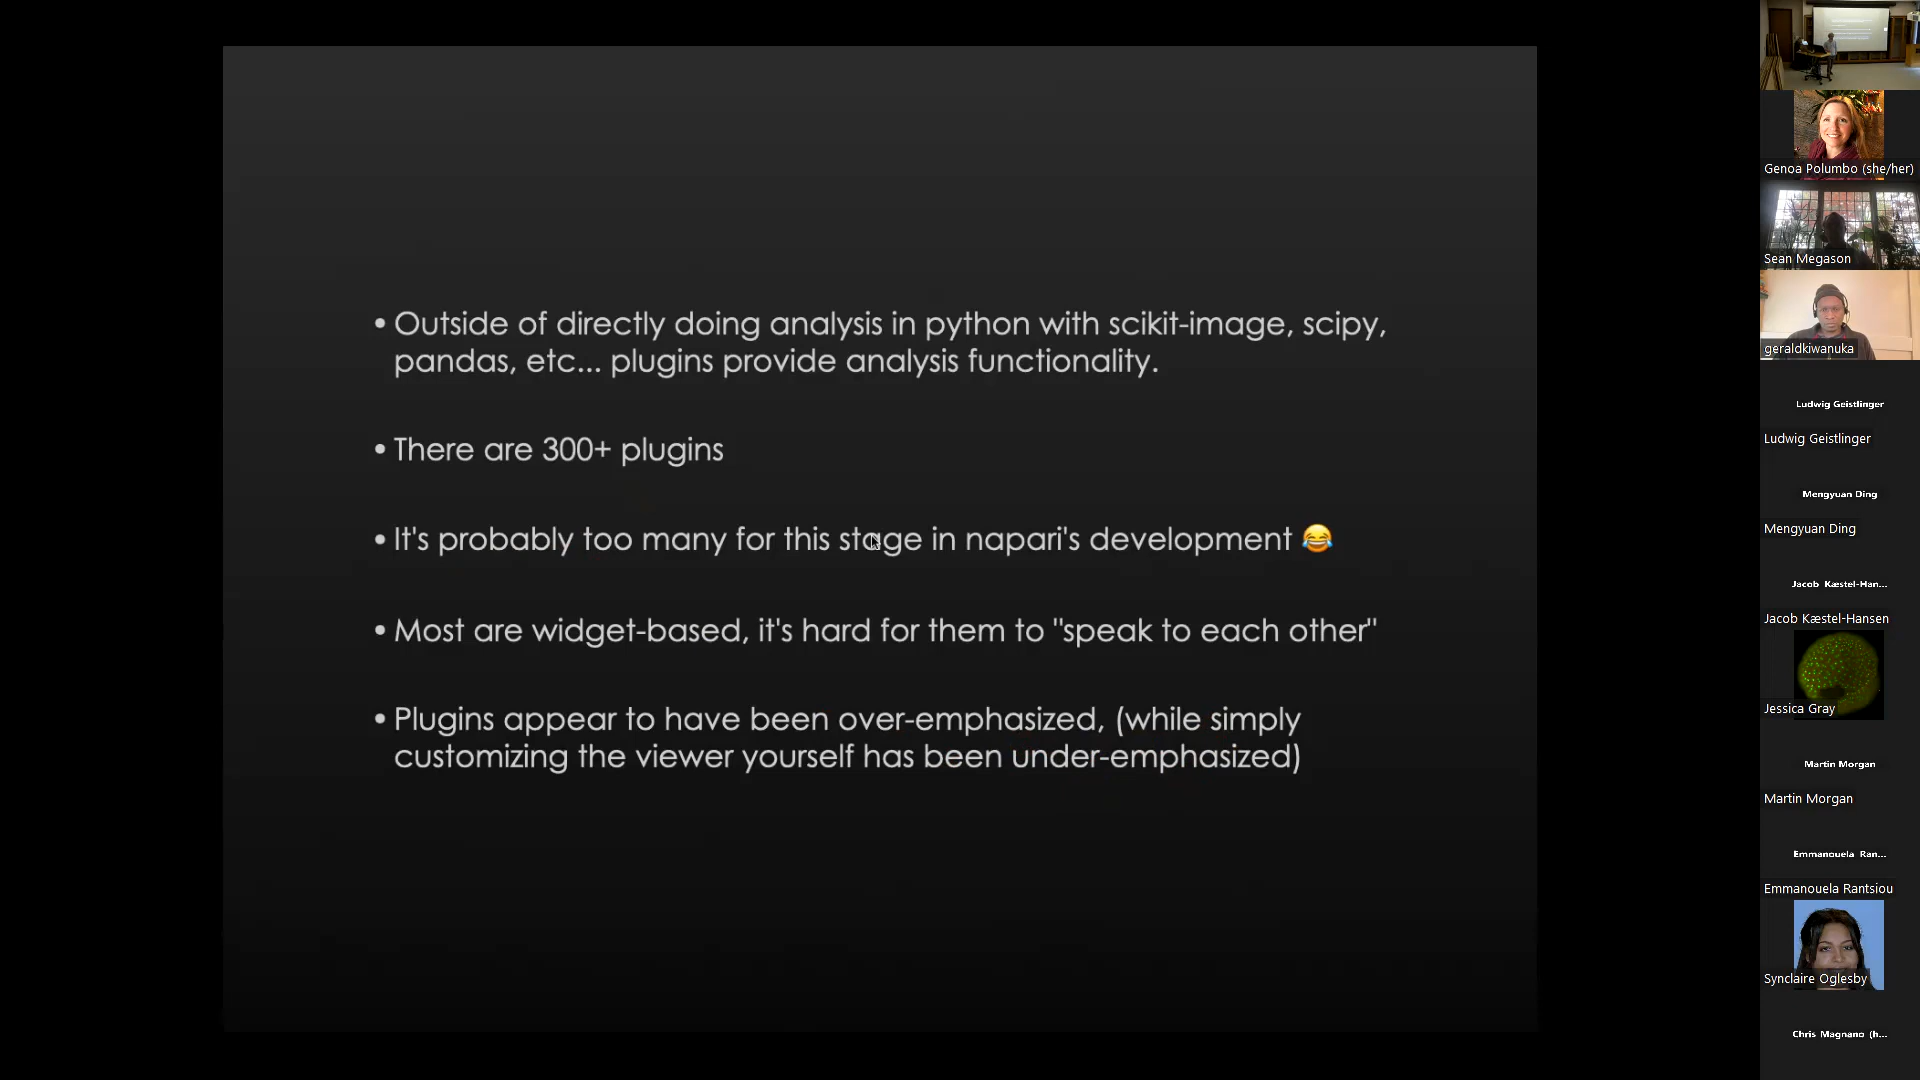 • Outside of directly doing analysis in python with scikit-image, scipy,
pandas, etc... plugins provide analysis functionality.
• There are 300+ plugins
• It's probably too many for this stage in napari's development 😂
• Most are widget-based, it's hard for them to "speak to each other"
• Plugins appear to have been over-emphasized, (while simply
customizing the viewer yourself has been under-emphasized)
Genoa Polumbo (she/her)
Sean Megason
geraldkiwanuka
Ludwig Geistlinger
Ludwig Geistlinger
Mengyuan Ding
Mengyuan Ding
Jacob Kæstel-Han...
Jacob Kæstel-Hansen
Jessica Gray
Martin Morgan
Martin Morgan
Emmanouela Ran...
Emmanouela Rantsiou
Synclaire Oglesby
Chris Magnano (h...